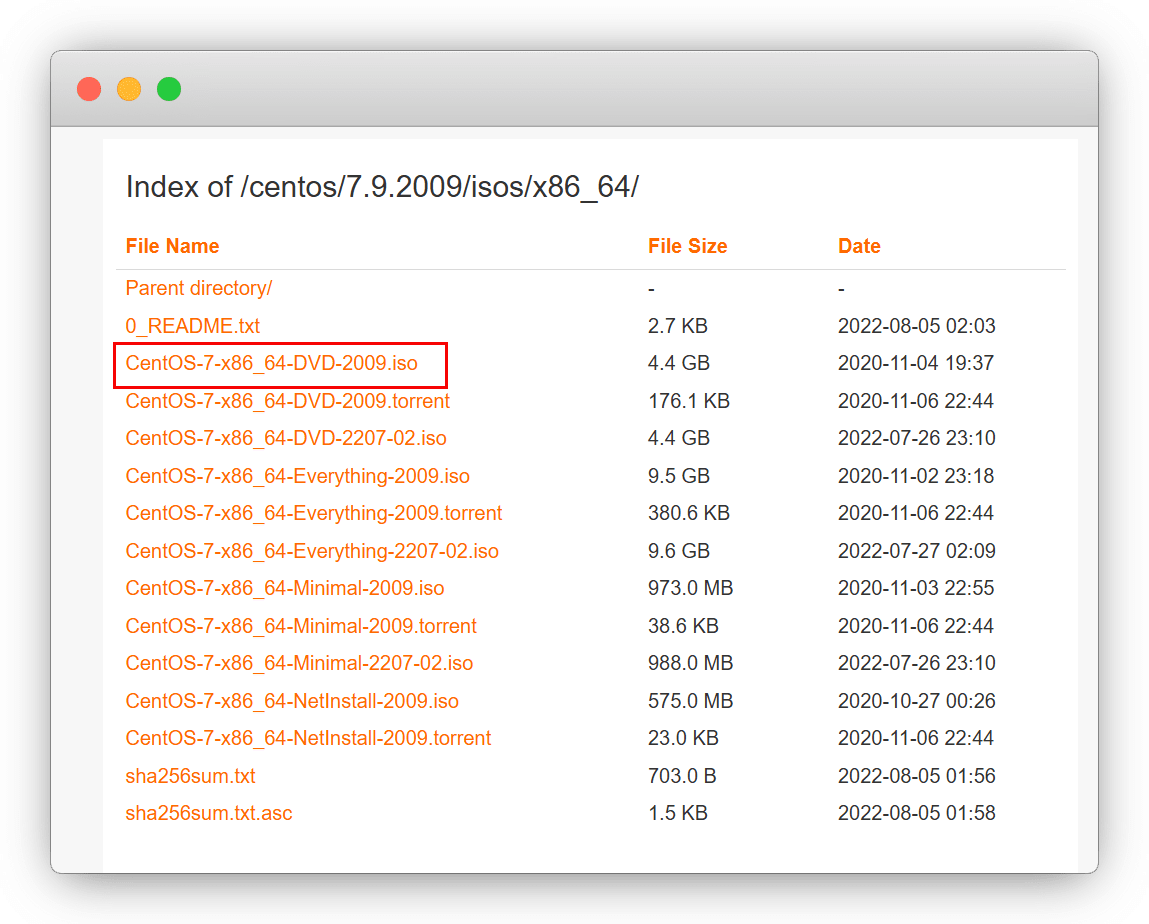 Index of /centos/7.9.2009/isos/x86_64/
File Name File Size Date
Parent directory/ - -
0_README.txt 2.7 KB 2022-08-05 02:03
CentOS-7-x86_64-DVD-2009.iso 4.4 GB 2020-11-04 19:37
CentOS-7-x86_64-DVD-2009.torrent 176.1 KB 2020-11-06 22:44
CentOS-7-x86_64-DVD-2207-02.iso 4.4 GB 2022-07-26 23:10
CentOS-7-x86_64-Everything-2009.iso 9.5 GB 2020-11-02 23:18
CentOS-7-x86_64-Everything-2009.torrent 380.6 KB 2020-11-06 22:44
CentOS-7-x86_64-Everything-2207-02.iso 9.6 GB 2022-07-27 02:09
CentOS-7-x86_64-Minimal-2009.iso 973.0 MB 2020-11-03 22:55
CentOS-7-x86_64-Minimal-2009.torrent 38.6 KB 2020-11-06 22:44
CentOS-7-x86_64-Minimal-2207-02.iso 988.0 MB 2022-07-26 23:10
CentOS-7-x86_64-NetInstall-2009.iso 575.0 MB 2020-10-27 00:26
CentOS-7-x86_64-NetInstall-2009.torrent 23.0 KB 2020-11-06 22:44
sha256sum.txt 703.0 B 2022-08-05 01:56
sha256sum.txt.asc 1.5 KB 2022-08-05 01:58